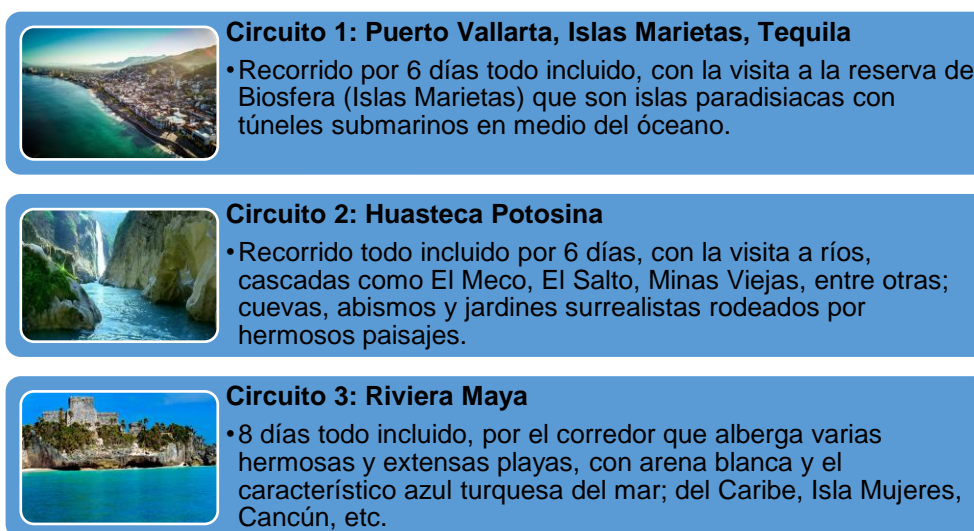 Circuito 1: Puerto Vallarta, Islas Marietas, Tequila
•Recorrido por 6 días todo incluido, con la visita a la reserva de
Biosfera (Islas Marietas) que son islas paradisiacas con
túneles submarinos en medio del óceano.
Circuito 2: Huasteca Potosina
•Recorrido todo incluido por 6 días, con la visita a ríos,
cascadas como El Meco, El Salto, Minas Viejas, entre otras;
cuevas, abismos y jardines surrealistas rodeados por
hermosos paisajes.
Circuito 3: Riviera Maya
•8 días todo incluido, por el corredor que alberga varias
hermosas y extensas playas, con arena blanca y el
característico azul turquesa del mar; del Caribe, Isla Mujeres,
Cancún, etc.